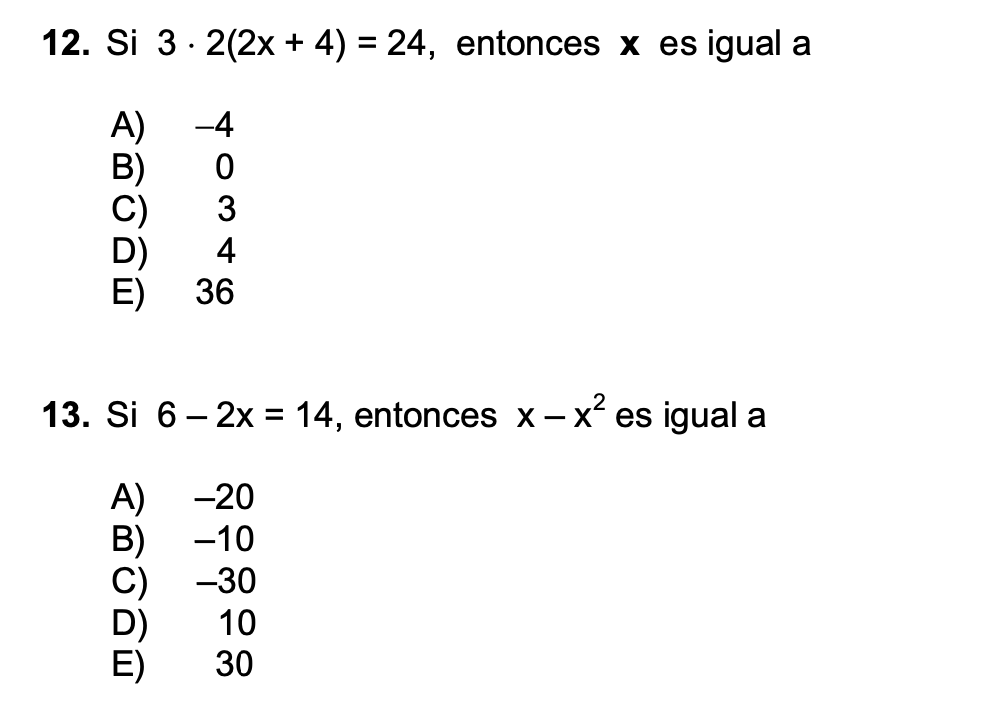 12. Si 3 · 2(2x + 4) = 24, entonces x es igual a
A) –4
B) 0
C) 3
D) 4
E) 36
13. Si 6 – 2x = 14, entonces x – x² es igual a
A) –20
B) –10
C) –30
D) 10
E) 30